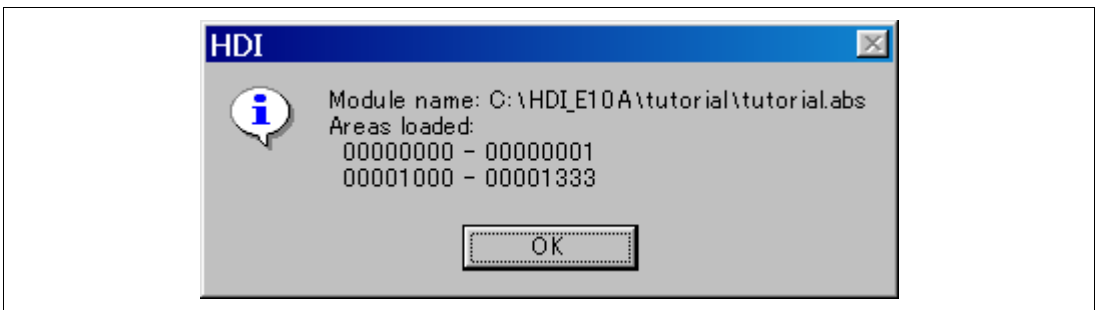 HDI
Module name: C:\HDI_E10A\tutorial\tutorial.abs
Areas loaded:
00000000 - 00000001
00001000 - 00001333
OK